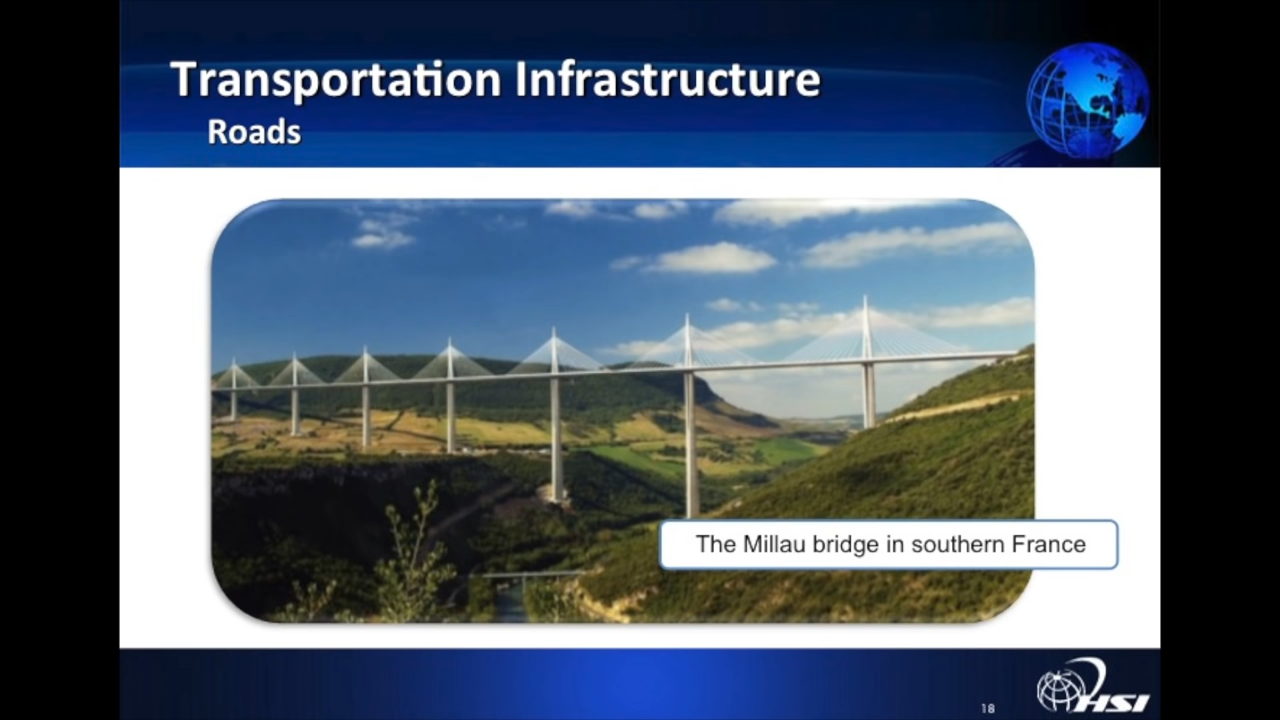 Transportation Infrastructure
Roads
The Millau bridge in southern France
18
HSI